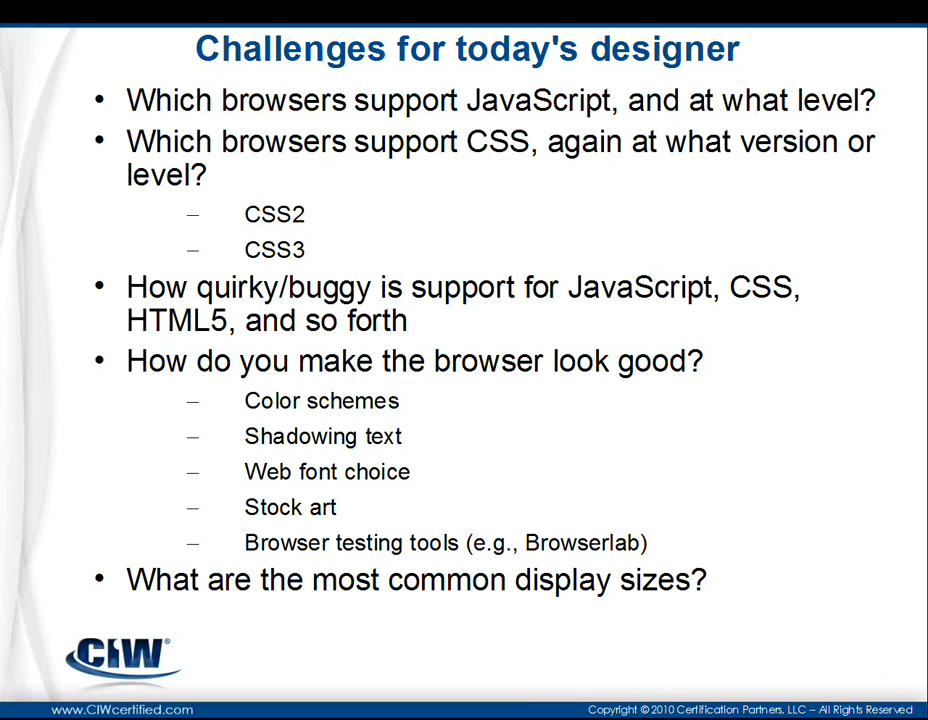 Challenges for today's designer
• Which browsers support JavaScript, and at what level?
• Which browsers support CSS, again at what version or
level?
– CSS2
– CSS3
• How quirky/buggy is support for JavaScript, CSS,
HTML5, and so forth
• How do you make the browser look good?
– Color schemes
– Shadowing text
– Web font choice
– Stock art
– Browser testing tools (e.g., Browserlab)
• What are the most common display sizes?
CIW®
www.CIWcertified.com
Copyright © 2010 Certification Partners, LLC – All Rights Reserved